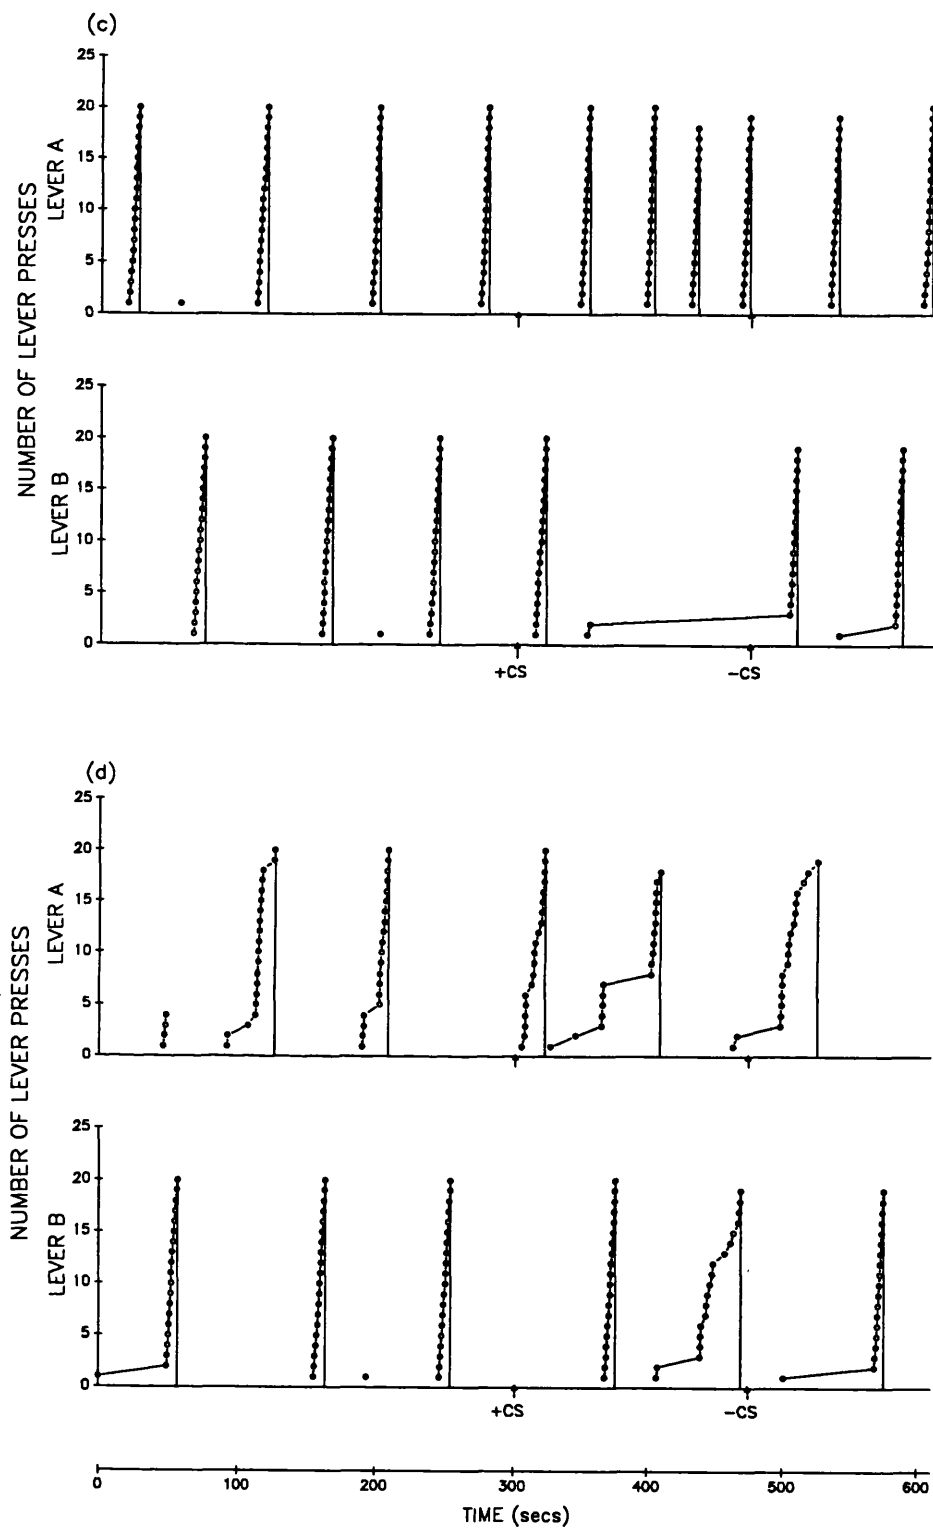 (c)
NUMBER OF LEVER PRESSES
LEVER A
25
20
15
10
5
0
LEVER B
25
20
15
10
5
0
+CS
−CS
(d)
NUMBER OF LEVER PRESSES
LEVER A
25
20
15
10
5
0
LEVER B
25
20
15
10
5
0
+CS
−CS
0 100 200 300 400 500 600
TIME (secs)